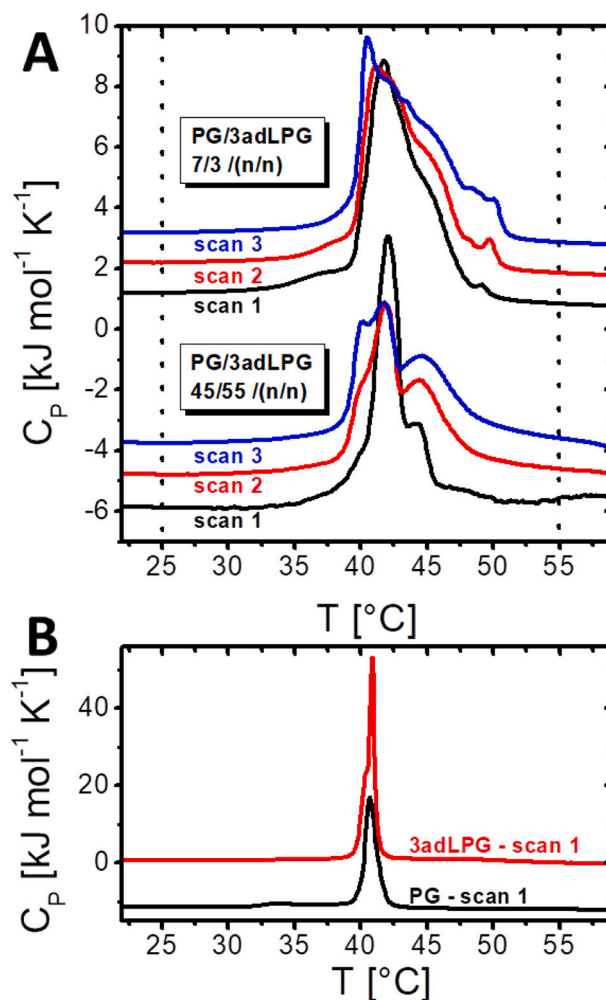 A
10
8
6
4
2
0
-2
-4
-6
C_P [kJ mol⁻¹ K⁻¹]
PG/3adLPG
7/3 /(n/n)
scan 3
scan 2
scan 1
PG/3adLPG
45/55 /(n/n)
scan 3
scan 2
scan 1
25 30 35 40 45 50 55
T [°C]
B
40
20
0
C_P [kJ mol⁻¹ K⁻¹]
3adLPG - scan 1
PG - scan 1
25 30 35 40 45 50 55
T [°C]